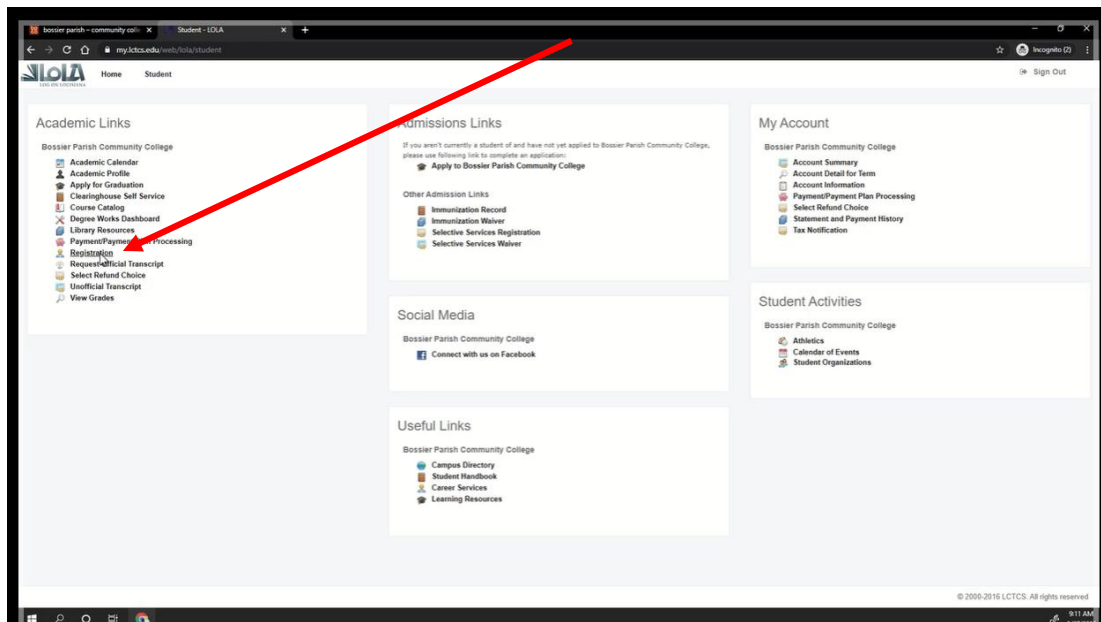 bossier parish – community colle
Student - LOLA
my.lctcs.edu/web/lola/student
Incognito (2)
LOLA
LOG ON LOUISIANA
Home
Student
Sign Out
Academic Links
Bossier Parish Community College
Academic Calendar
Academic Profile
Apply for Graduation
Clearinghouse Self Service
Course Catalog
Degree Works Dashboard
Library Resources
Payment/Payment Processing
Registration
Request Official Transcript
Select Refund Choice
Unofficial Transcript
View Grades
Admissions Links
If you aren't currently a student of and have not yet applied to Bossier Parish Community College,
please use following link to complete an application:
Apply to Bossier Parish Community College
Other Admission Links
Immunization Record
Immunization Waiver
Selective Services Registration
Selective Services Waiver
Social Media
Bossier Parish Community College
Connect with us on Facebook
Useful Links
Bossier Parish Community College
Campus Directory
Student Handbook
Career Services
Learning Resources
My Account
Bossier Parish Community College
Account Summary
Account Detail for Term
Account Information
Payment/Payment Plan Processing
Select Refund Choice
Statement and Payment History
Tax Notification
Student Activities
Bossier Parish Community College
Athletics
Calendar of Events
Student Organizations
© 2000-2016 LCTCS. All rights reserved
9:11 AM